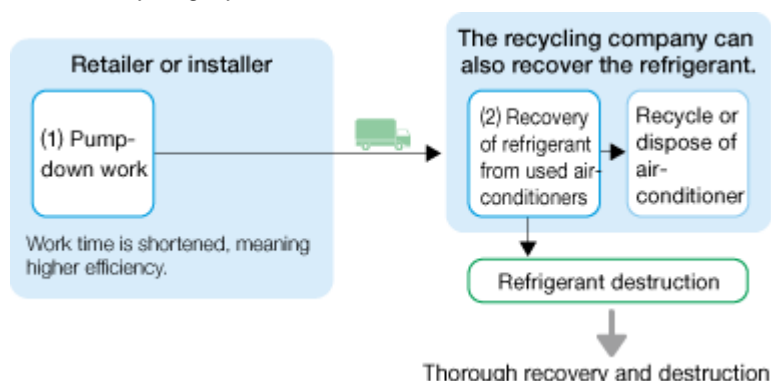 Retailer or installer
(1) Pump-
down work
Work time is shortened, meaning
higher efficiency.
The recycling company can
also recover the refrigerant.
(2) Recovery
of refrigerant
from used air-
conditioners
Recycle or
dispose of
air-
conditioner
Refrigerant destruction
Thorough recovery and destruction